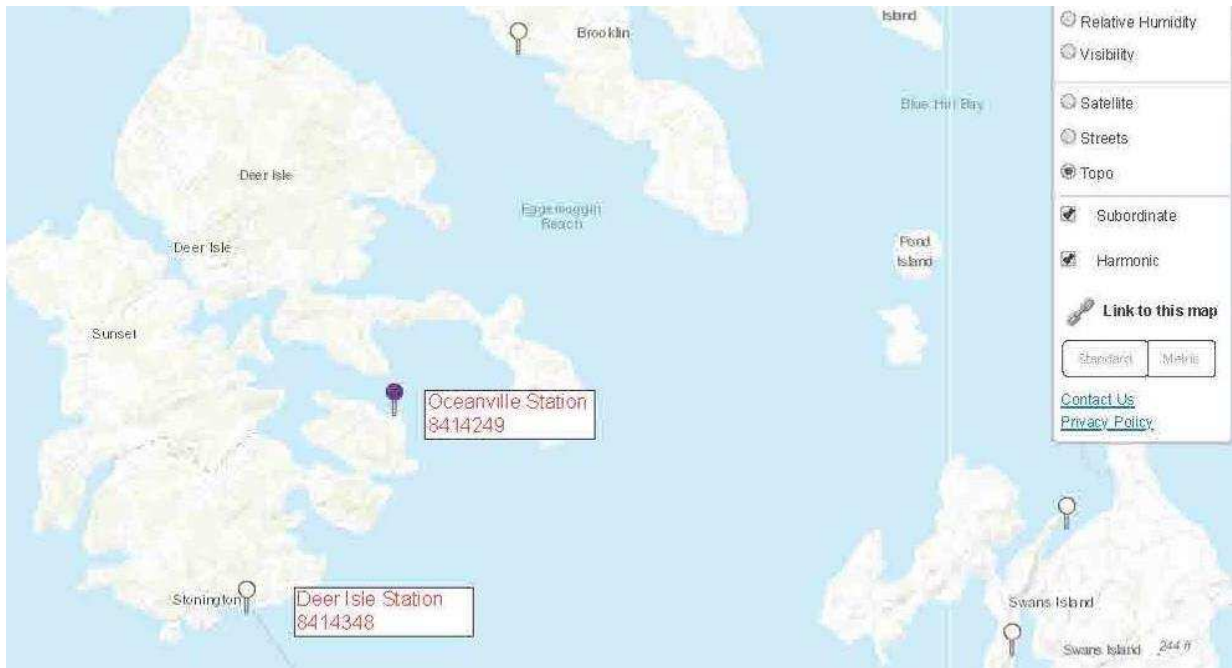 Island
Brooklin
Blue Hill Bay
Deer Isle
Eggemoggin
Reach
Deer Isle
Pond
Island
Sunset
Oceanville Station
8414249
Stonington
Deer Isle Station
8414348
Swans Island
Swans Island
244 ft
Relative Humidity
Visibility
Satellite
Streets
Topo
Subordinate
Harmonic
Link to this map
Standard
Metric
Contact Us
Privacy Policy